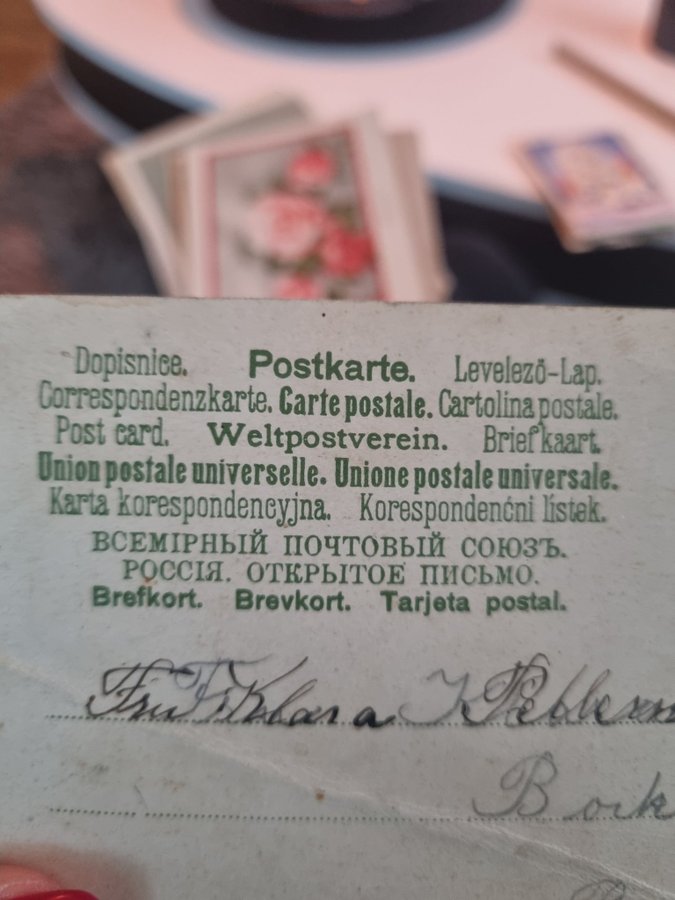 Dopisnice. Postkarte. Levelező-Lap.
Correspondenzkarte. Carte postale. Cartolina postale.
Post card. Weltpostverein. Briefkaart.
Union postale universelle. Unione postale universale.
Karta korespondencyjna. Korespondenćni lístek.
ВСЕМІРНЫЙ ПОЧТОВЫЙ СОЮЗЪ.
РОССІЯ. ОТКРЫТОЕ ПИСЬМО.
Brefkort. Brevkort. Tarjeta postal.
Klara